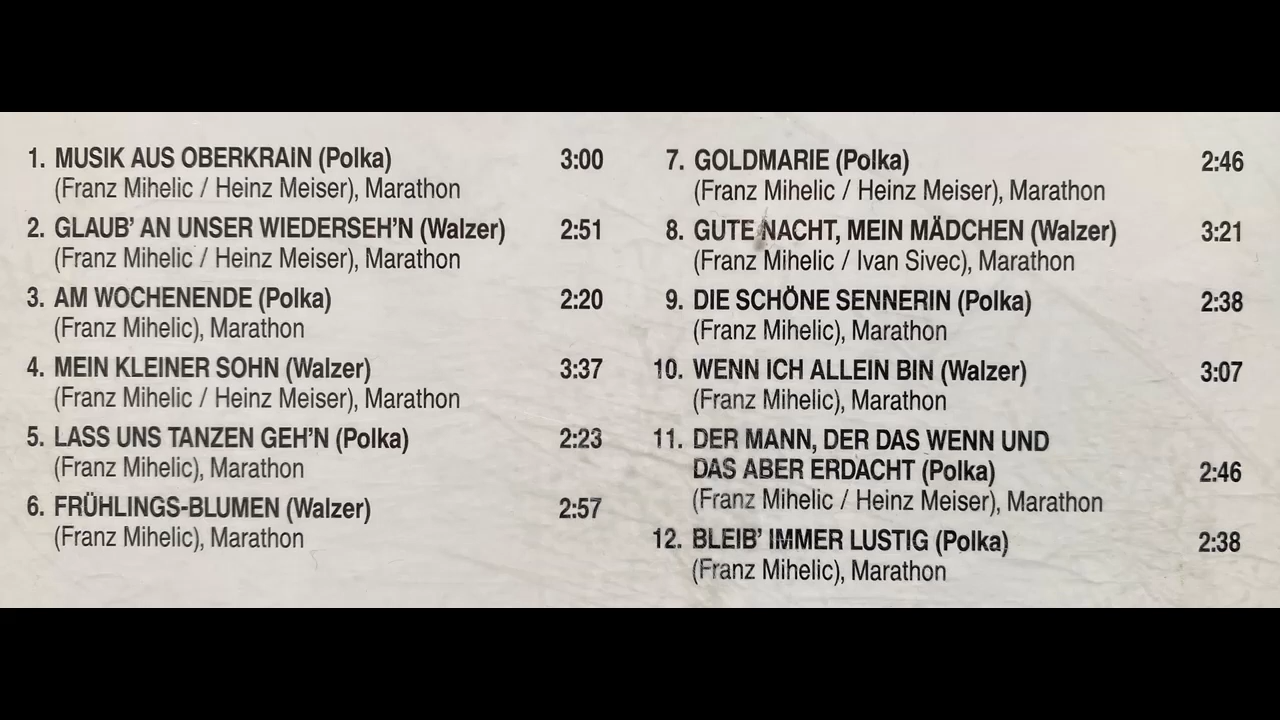 1. MUSIK AUS OBERKRAIN (Polka) 3:00
(Franz Mihelic / Heinz Meiser), Marathon
2. GLAUB' AN UNSER WIEDERSEH'N (Walzer) 2:51
(Franz Mihelic / Heinz Meiser), Marathon
3. AM WOCHENENDE (Polka) 2:20
(Franz Mihelic), Marathon
4. MEIN KLEINER SOHN (Walzer) 3:37
(Franz Mihelic / Heinz Meiser), Marathon
5. LASS UNS TANZEN GEH'N (Polka) 2:23
(Franz Mihelic), Marathon
6. FRÜHLINGS-BLUMEN (Walzer) 2:57
(Franz Mihelic), Marathon
7. GOLDMARIE (Polka) 2:46
(Franz Mihelic / Heinz Meiser), Marathon
8. GUTE NACHT, MEIN MÄDCHEN (Walzer) 3:21
(Franz Mihelic / Ivan Sivec), Marathon
9. DIE SCHÖNE SENNERIN (Polka) 2:38
(Franz Mihelic), Marathon
10. WENN ICH ALLEIN BIN (Walzer) 3:07
(Franz Mihelic), Marathon
11. DER MANN, DER DAS WENN UND
DAS ABER ERDACHT (Polka) 2:46
(Franz Mihelic / Heinz Meiser), Marathon
12. BLEIB' IMMER LUSTIG (Polka) 2:38
(Franz Mihelic), Marathon